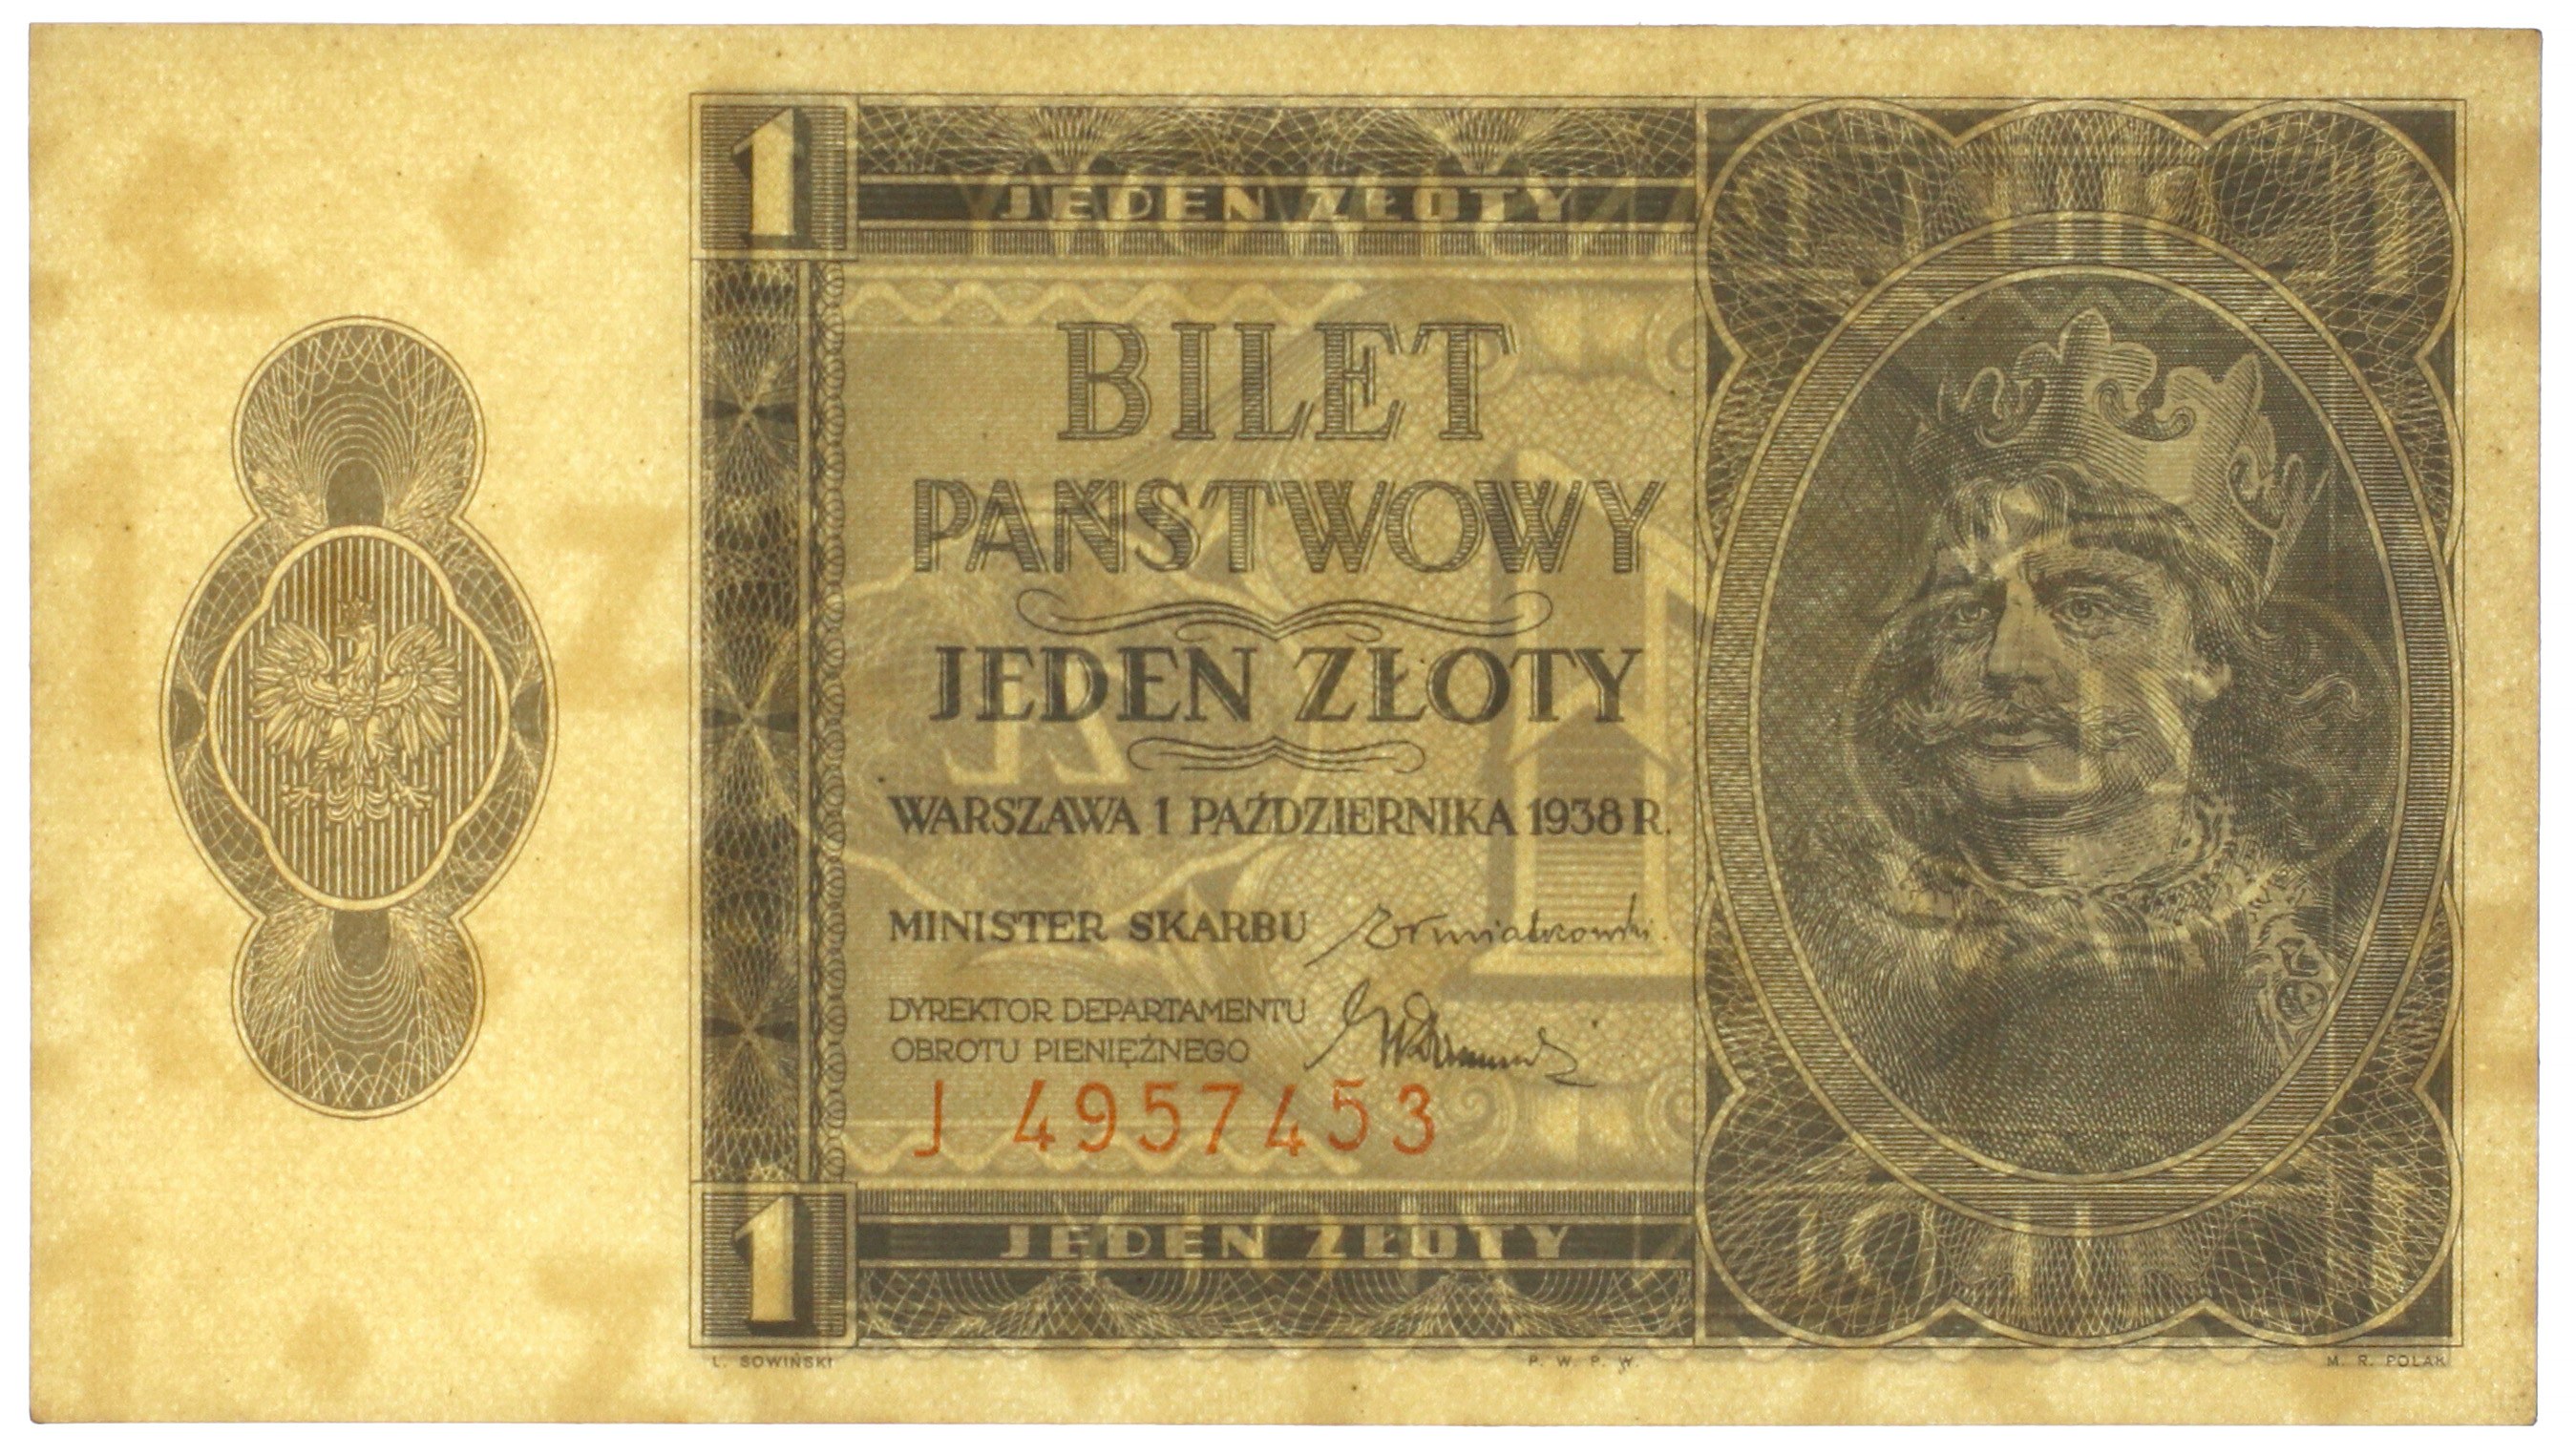 1
JEDEN ZŁOTY
BILET
PAŃSTWOWY
JEDEN ZŁOTY
WARSZAWA 1 PAŹDZIERNIKA 1938 R.
MINISTER SKARBU
DYREKTOR DEPARTAMENTU
OBROTU PIENIĘŻNEGO
J 4957453
1
JEDEN ZŁOTY
L. SOWIŃSKI
P. W. P. W.
M. R. POLAK